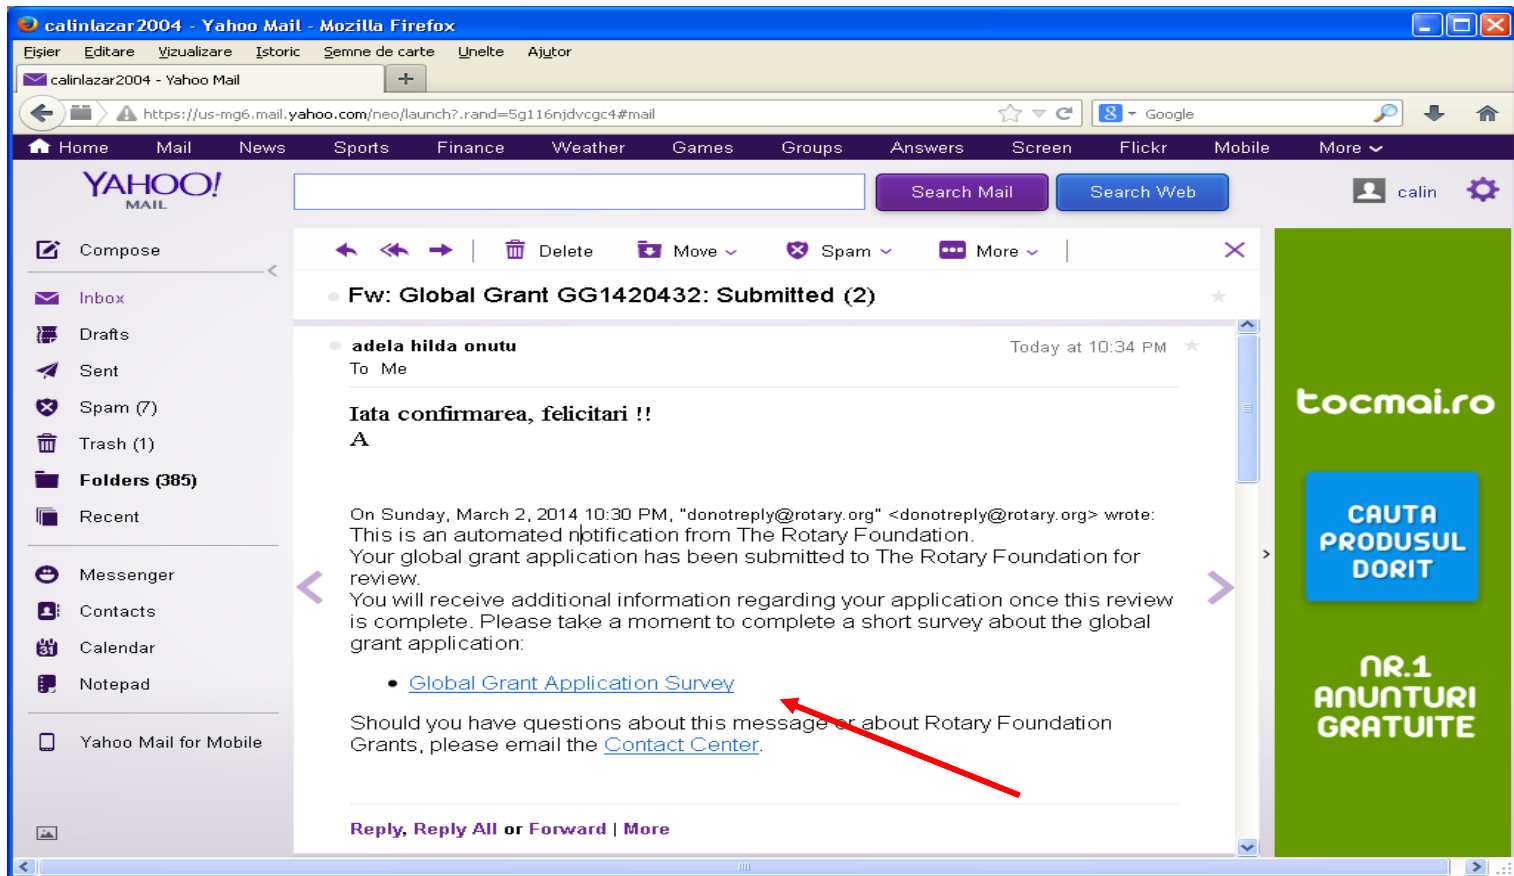 calinlazar2004 - Yahoo Mail - Mozilla Firefox
Fişier Editare Vizualizare Istoric Semne de carte Unelte Ajutor
calinlazar2004 - Yahoo Mail
https://us-mg6.mail.yahoo.com/neo/launch?.rand=5g116njdvcgc4#mail
8 Google
Home Mail News Sports Finance Weather Games Groups Answers Screen Flickr Mobile More
YAHOO!
MAIL
Search Mail Search Web calin
Compose
Inbox
Drafts
Sent
Spam (7)
Trash (1)
Folders (385)
Recent
Messenger
Contacts
31 Calendar
Notepad
Yahoo Mail for Mobile
Delete Move Spam More
Fw: Global Grant GG1420432: Submitted (2)
adela hilda onutu Today at 10:34 PM
To Me
Iata confirmarea, felicitari !!
A
On Sunday, March 2, 2014 10:30 PM, "donotreply@rotary.org" <donotreply@rotary.org> wrote:
This is an automated notification from The Rotary Foundation.
Your global grant application has been submitted to The Rotary Foundation for
review.
You will receive additional information regarding your application once this review
is complete. Please take a moment to complete a short survey about the global
grant application:
• Global Grant Application Survey
Should you have questions about this message or about Rotary Foundation
Grants, please email the Contact Center.
Reply, Reply All or Forward | More
tocmai.ro
CAUTA
PRODUSUL
DORIT
NR.1
ANUNTURI
GRATUITE